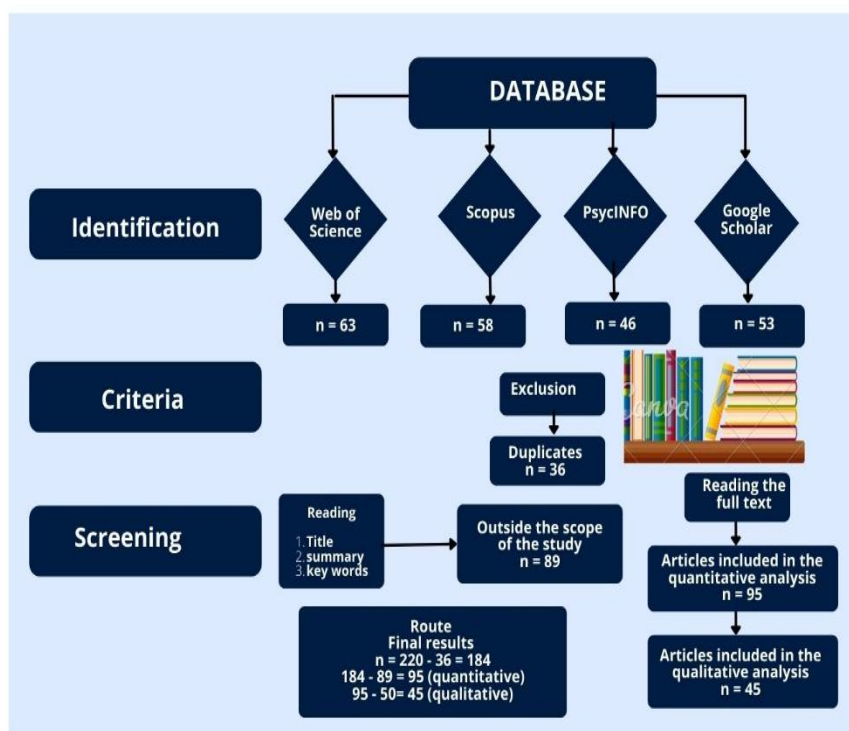 DATABASE
Identification
Web of
Science
Scopus
PsycINFO
Google
Scholar
n = 63
n = 58
n = 46
n = 53
Criteria
Exclusion
Duplicates
n = 36
Canva
Reading the
full text
Screening
Reading
1. Title
2. summary
3. key words
Outside the scope
of the study
n = 89
Articles included in the
quantitative analysis
n = 95
Route
Final results
n = 220 - 36 = 184
184 - 89 = 95 (quantitative)
95 - 50= 45 (qualitative)
Articles included in the
qualitative analysis
n = 45